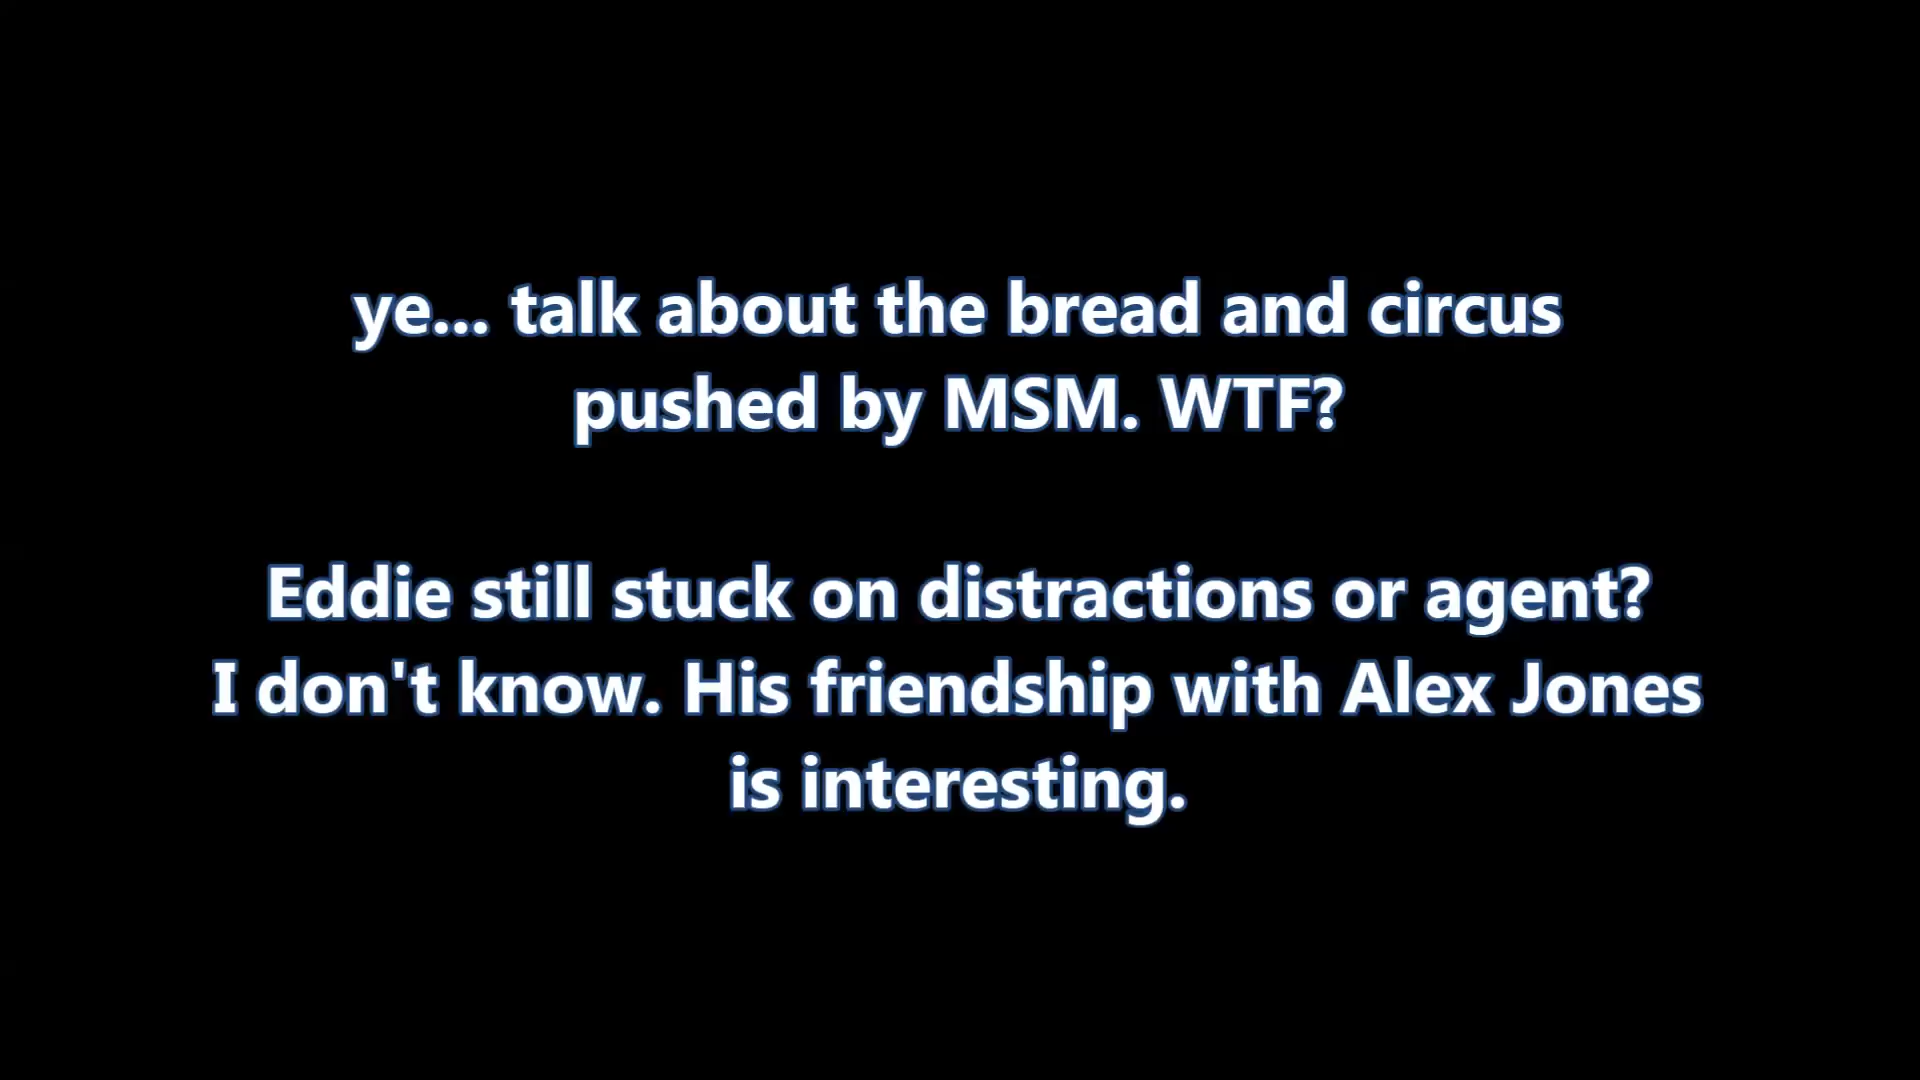 ye... talk about the bread and circus
pushed by MSM. WTF?
Eddie still stuck on distractions or agent?
I don't know. His friendship with Alex Jones
is interesting.